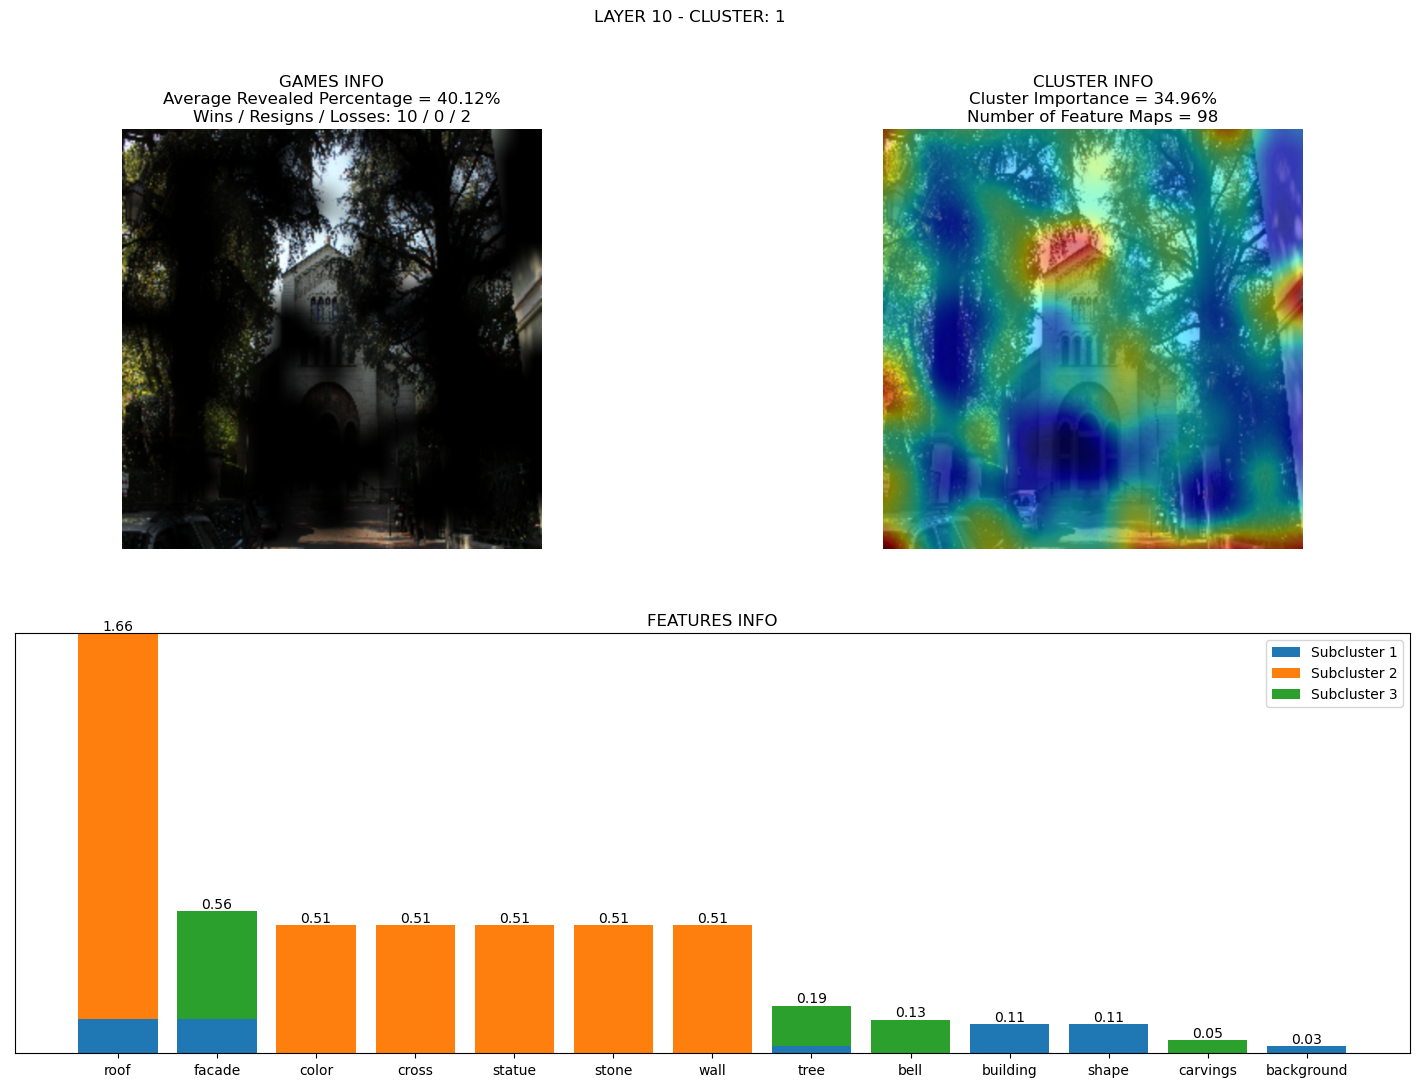 LAYER 10 - CLUSTER: 1
GAMES INFO
Average Revealed Percentage = 40.12%
Wins / Resigns / Losses: 10 / 0 / 2
CLUSTER INFO
Cluster Importance = 34.96%
Number of Feature Maps = 98
FEATURES INFO
1.66
0.56
0.51
0.51
0.51
0.51
0.51
0.19
0.13
0.11
0.11
0.05
0.03
Subcluster 1
Subcluster 2
Subcluster 3
roof
facade
color
cross
statue
stone
wall
tree
bell
building
shape
carvings
background